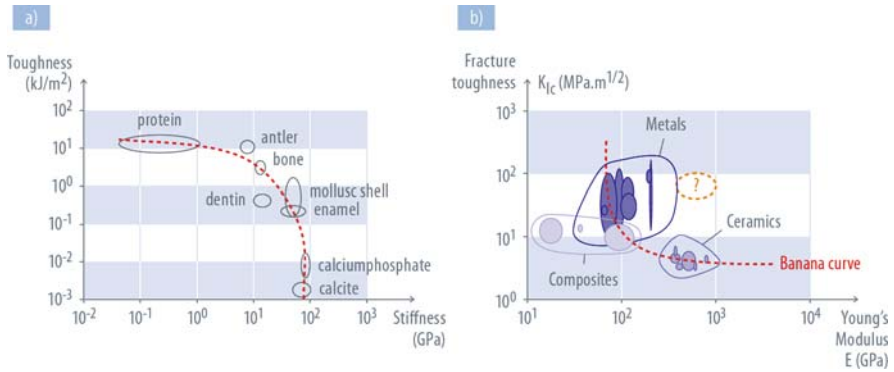 a)
Toughness
(kJ/m²)
10²
10¹
10⁰
10⁻¹
10⁻²
10⁻³
protein
antler
bone
dentin
mollusc shell
enamel
calciumphosphate
calcite
10⁻² 10⁻¹ 10⁰ 10¹ 10² 10³
Stiffness
(GPa)
b)
Fracture
toughness
K_Ic (MPa.m^1/2)
10³
10²
10¹
10⁰
Metals
?
Ceramics
Composites
Banana curve
10¹ 10² 10³ 10⁴
Young's
Modulus
E (GPa)